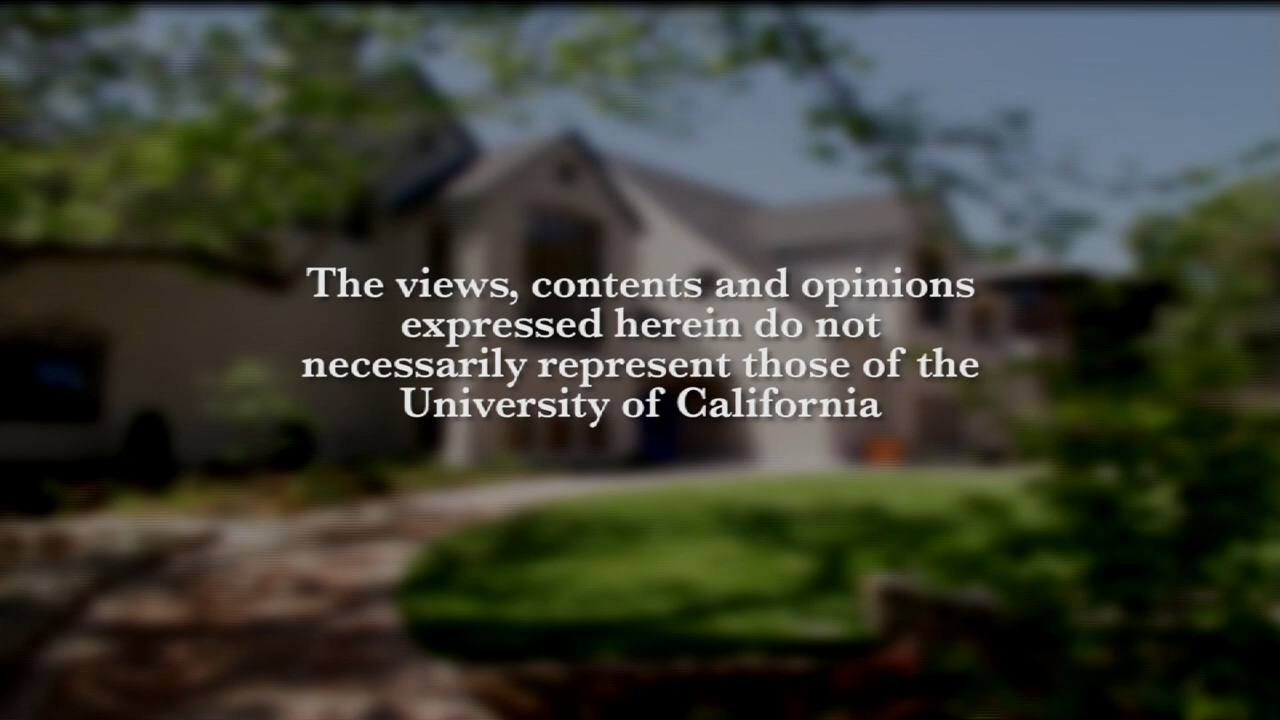 The views, contents and opinions
expressed herein do not
necessarily represent those of the
University of California